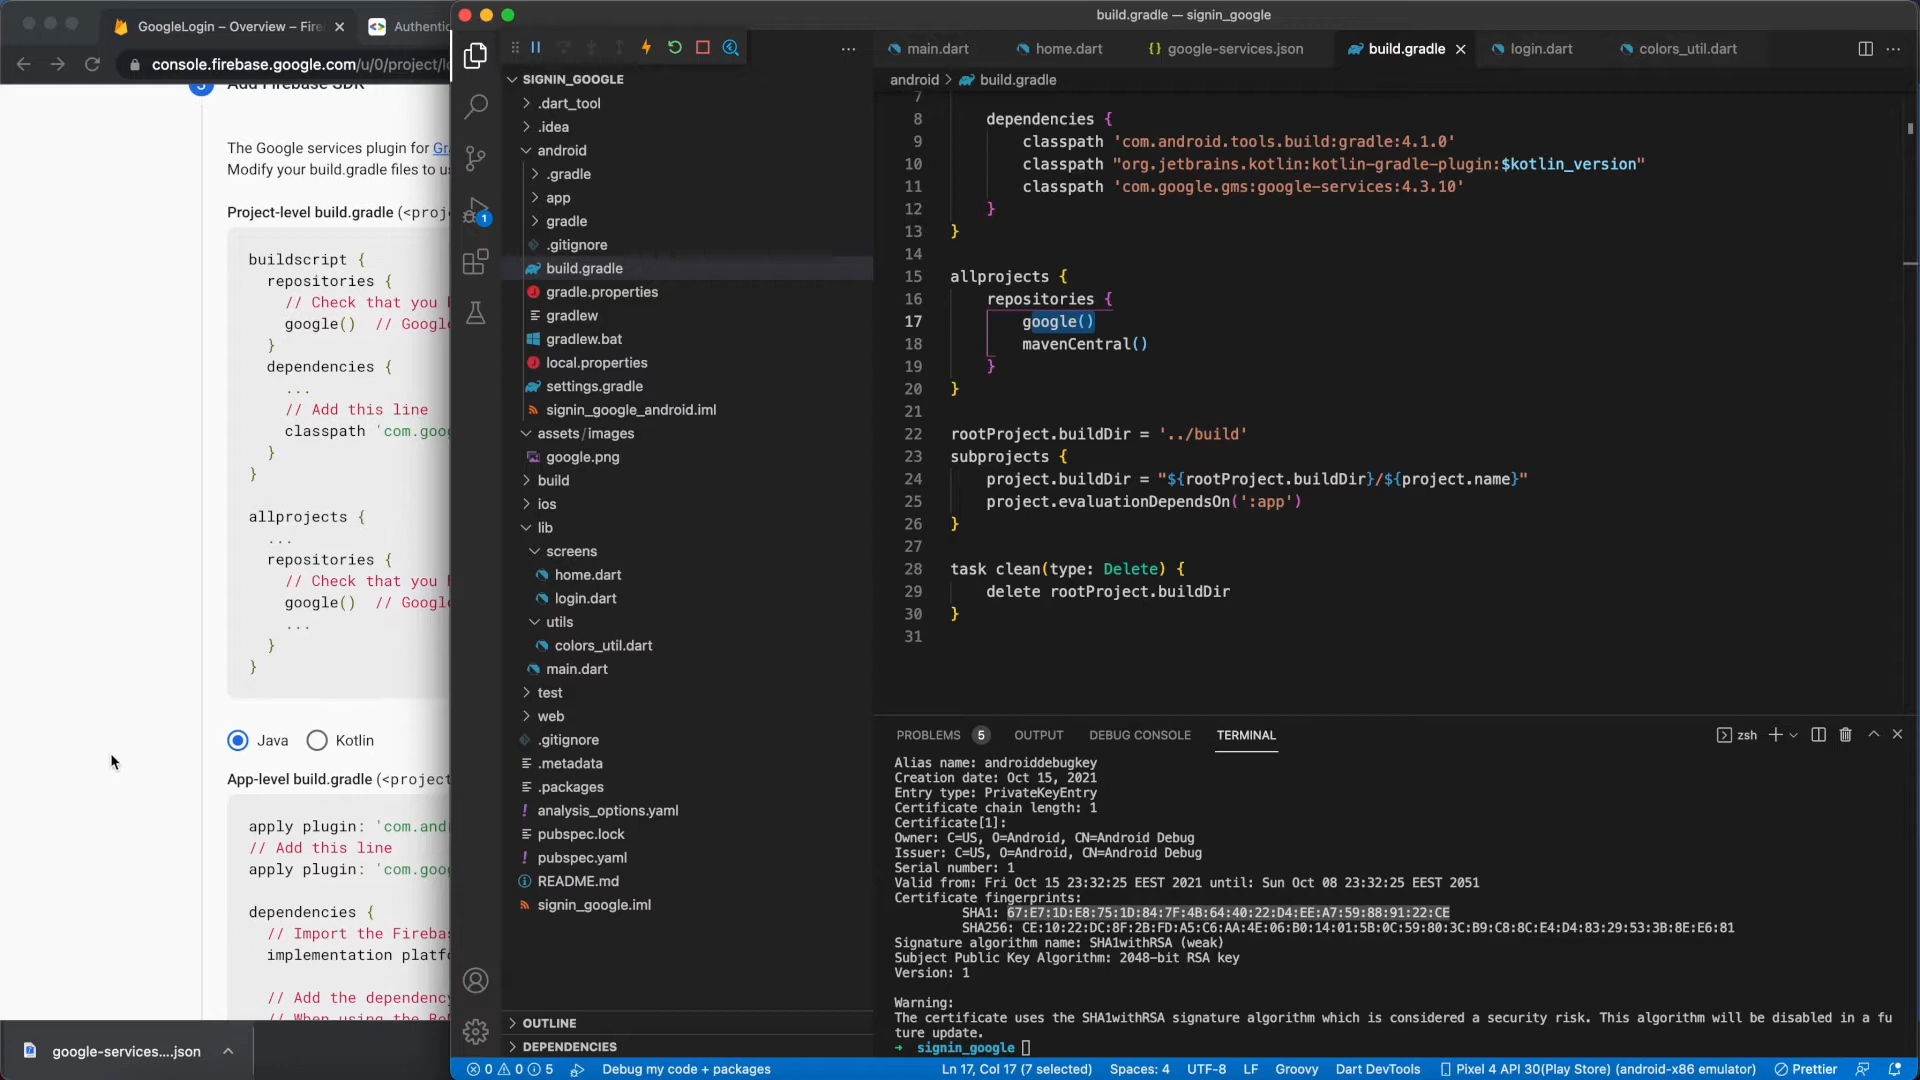 GoogleLogin – Overview – Fire
Authentic
console.firebase.google.com/u/0/project/lo
Add Firebase SDK
The Google services plugin for Gra
Modify your build.gradle files to us
Project-level build.gradle (<proj
buildscript {
repositories {
// Check that you h
google() // Google
}
dependencies {
...
// Add this line
classpath 'com.goog
}
}
allprojects {
...
repositories {
// Check that you h
google() // Google
...
}
}
Java
Kotlin
App-level build.gradle (<project
apply plugin: 'com.and
// Add this line
apply plugin: 'com.goo
dependencies {
// Import the Firebas
implementation platf
// Add the dependency
// When using the BoM
google-services....json
build.gradle — signin_google
main.dart
home.dart
google-services.json
build.gradle
login.dart
colors_util.dart
android > build.gradle
SIGNIN_GOOGLE
.dart_tool
.idea
android
.gradle
app
gradle
.gitignore
build.gradle
gradle.properties
gradlew
gradlew.bat
local.properties
settings.gradle
signin_google_android.iml
assets/images
google.png
build
ios
lib
screens
home.dart
login.dart
utils
colors_util.dart
main.dart
test
web
.gitignore
.metadata
.packages
analysis_options.yaml
pubspec.lock
pubspec.yaml
README.md
signin_google.iml
OUTLINE
DEPENDENCIES
1
7
8 dependencies {
9 classpath 'com.android.tools.build:gradle:4.1.0'
10 classpath "org.jetbrains.kotlin:kotlin-gradle-plugin:$kotlin_version"
11 classpath 'com.google.gms:google-services:4.3.10'
12 }
13 }
14
15 allprojects {
16 repositories {
17 google()
18 mavenCentral()
19 }
20 }
21
22 rootProject.buildDir = '../build'
23 subprojects {
24 project.buildDir = "${rootProject.buildDir}/${project.name}"
25 project.evaluationDependsOn(':app')
26 }
27
28 task clean(type: Delete) {
29 delete rootProject.buildDir
30 }
31
PROBLEMS 5 OUTPUT DEBUG CONSOLE TERMINAL
zsh
Alias name: androiddebugkey
Creation date: Oct 15, 2021
Entry type: PrivateKeyEntry
Certificate chain length: 1
Certificate[1]:
Owner: C=US, O=Android, CN=Android Debug
Issuer: C=US, O=Android, CN=Android Debug
Serial number: 1
Valid from: Fri Oct 15 23:32:25 EEST 2021 until: Sun Oct 08 23:32:25 EEST 2051
Certificate fingerprints:
SHA1: 67:E7:1D:E8:75:1D:84:7F:4B:64:40:22:D4:EE:A7:59:88:91:22:CE
SHA256: CE:10:22:DC:8F:2B:FD:A5:C6:AA:4E:06:B0:14:01:5B:0C:59:80:3C:B9:C8:8C:E4:D4:83:29:53:3B:8E:E6:81
Signature algorithm name: SHA1withRSA (weak)
Subject Public Key Algorithm: 2048-bit RSA key
Version: 1
Warning:
The certificate uses the SHA1withRSA signature algorithm which is considered a security risk. This algorithm will be disabled in a fu
ture update.
→ signin_google
0 0 5 Debug my code + packages
Ln 17, Col 17 (7 selected) Spaces: 4 UTF-8 LF Groovy Dart DevTools Pixel 4 API 30(Play Store) (android-x86 emulator) Prettier